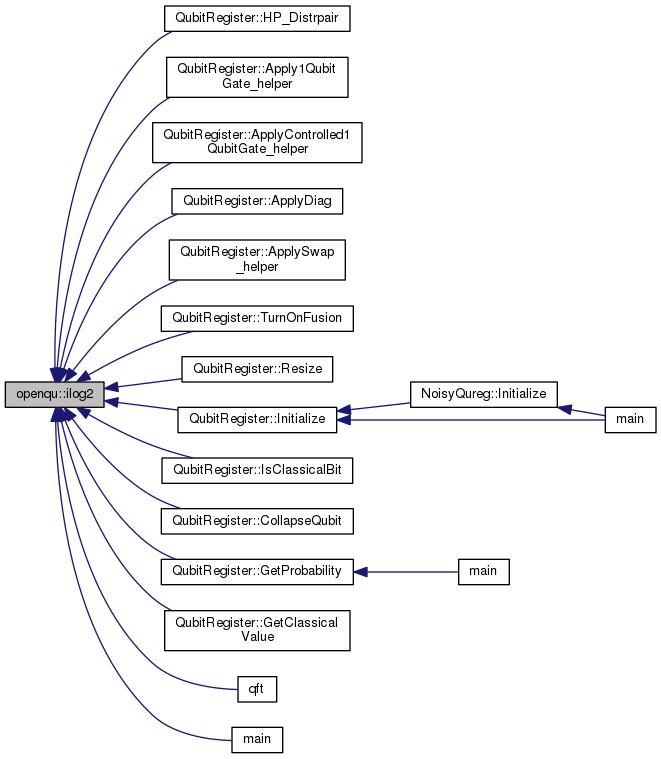 QubitRegister::HP_Distrpair
QubitRegister::Apply1Qubit
Gate_helper
QubitRegister::ApplyControlled1
QubitGate_helper
QubitRegister::ApplyDiag
QubitRegister::ApplySwap
_helper
QubitRegister::TurnOnFusion
QubitRegister::Resize
openqu::ilog2
NoisyQureg::Initialize
QubitRegister::Initialize
main
QubitRegister::IsClassicalBit
QubitRegister::CollapseQubit
QubitRegister::GetProbability
main
QubitRegister::GetClassical
Value
qft
main